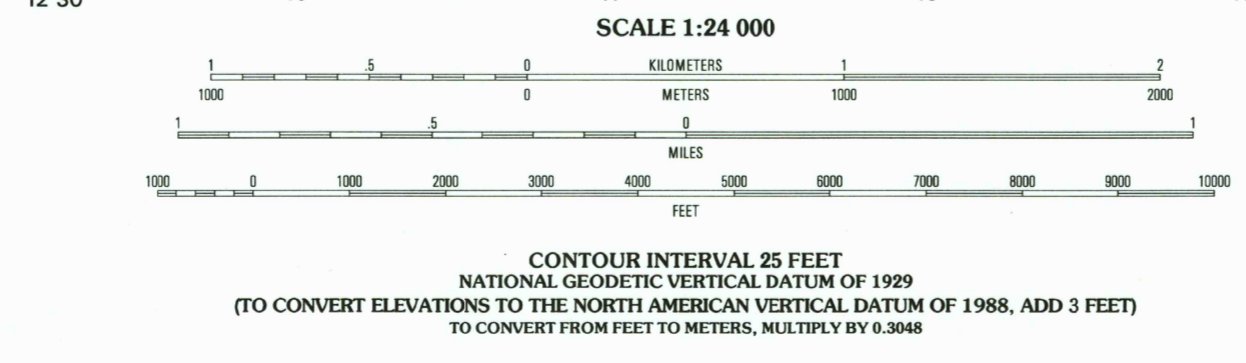 SCALE 1:24 000
1 .5 0 KILOMETERS 1 2
1000 0 METERS 1000 2000
1 .5 0 1
MILES
1000 0 1000 2000 3000 4000 5000 6000 7000 8000 9000 10000
FEET
CONTOUR INTERVAL 25 FEET
NATIONAL GEODETIC VERTICAL DATUM OF 1929
(TO CONVERT ELEVATIONS TO THE NORTH AMERICAN VERTICAL DATUM OF 1988, ADD 3 FEET)
TO CONVERT FROM FEET TO METERS, MULTIPLY BY 0.3048